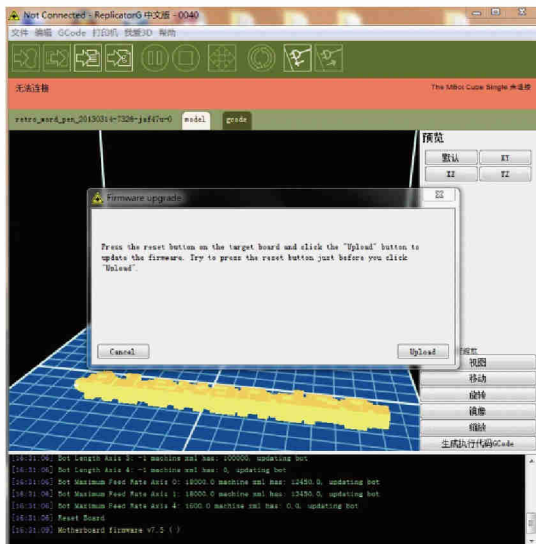 Not Connected - ReplicatorG 中文版 - 0040
文件 编辑 GCode 打印机 我爱3D 帮助
无法连接
The MBot Cube Single 未连接
model
gcode
预览
默认
XY
XZ
YZ
Firmware upgrade
Press the reset button on the target board and click the "Upload" button to
update the firmware. Try to press the reset button just before you click
"Upload".
Cancel
Upload
视图
移动
旋转
镜像
缩放
生成执行代码GCode
[16:31:06] Bot Length Axis 3: -1 machine xml has: 100000, updating bot
[16:31:06] Bot Length Axis 4: -1 machine xml has: 0, updating bot
[16:31:06] Bot Maximum Feed Rate Axis 0: 18000.0 machine xml has: 12450.0, updating bot
[16:31:06] Bot Maximum Feed Rate Axis 1: 18000.0 machine xml has: 12450.0, updating bot
[16:31:06] Bot Maximum Feed Rate Axis 4: 1600.0 machine xml has: 0.0, updating bot
[16:31:06] Reset Board
[16:31:09] Motherboard firmware v7.5 ( )